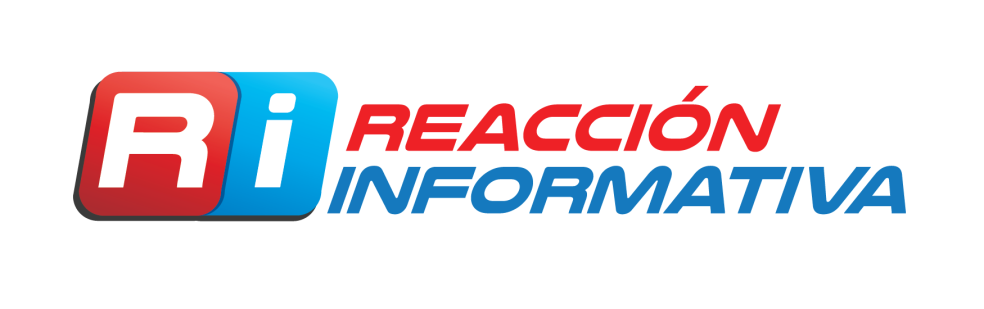 Ri
REACCIÓN
INFORMATIVA